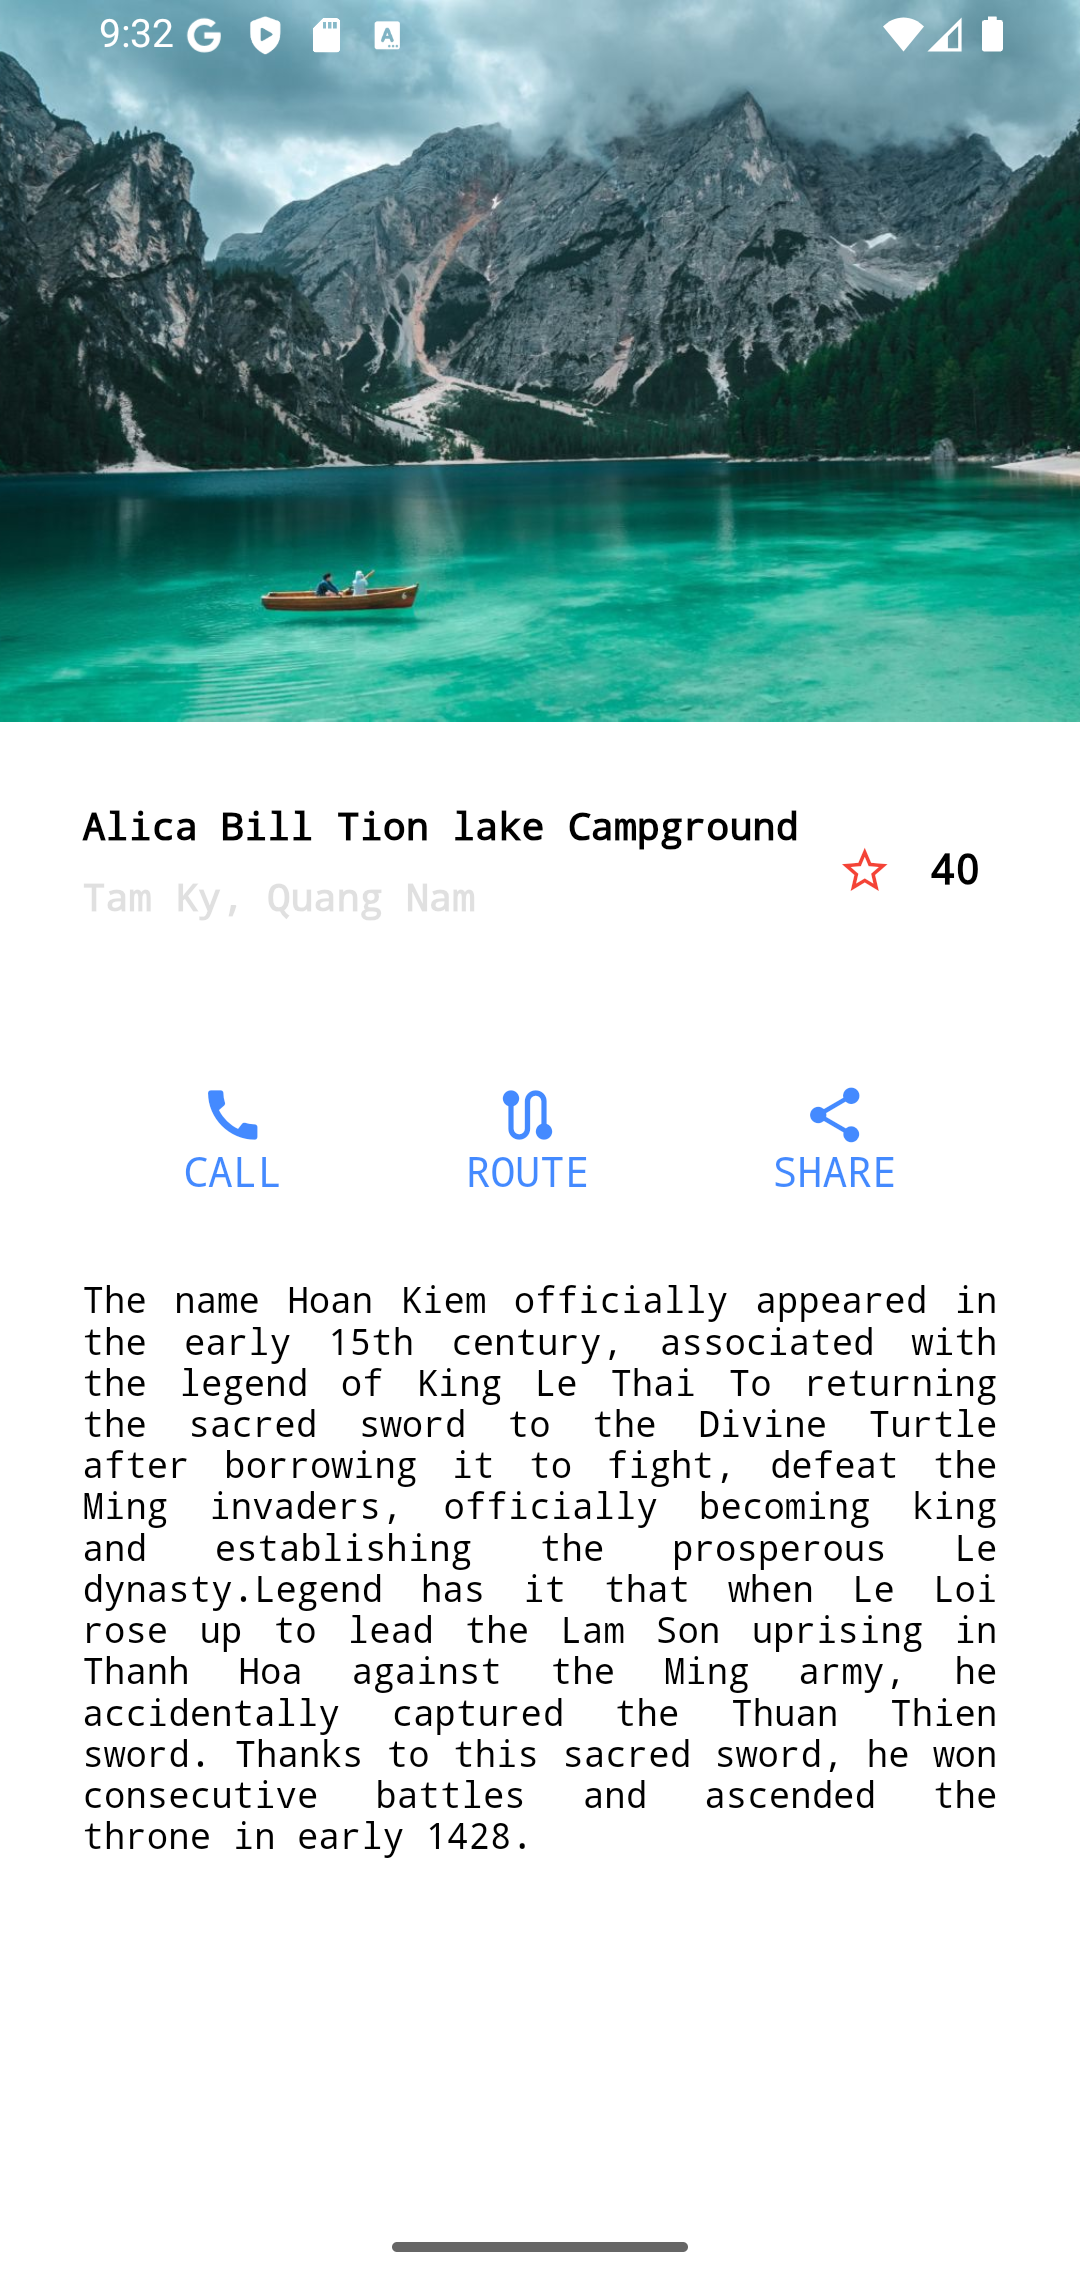 9:32
Alica Bill Tion lake Campground
Tam Ky, Quang Nam
40
CALL
ROUTE
SHARE
The name Hoan Kiem officially appeared in
the early 15th century, associated with
the legend of King Le Thai To returning
the sacred sword to the Divine Turtle
after borrowing it to fight, defeat the
Ming invaders, officially becoming king
and establishing the prosperous Le
dynasty.Legend has it that when Le Loi
rose up to lead the Lam Son uprising in
Thanh Hoa against the Ming army, he
accidentally captured the Thuan Thien
sword. Thanks to this sacred sword, he won
consecutive battles and ascended the
throne in early 1428.